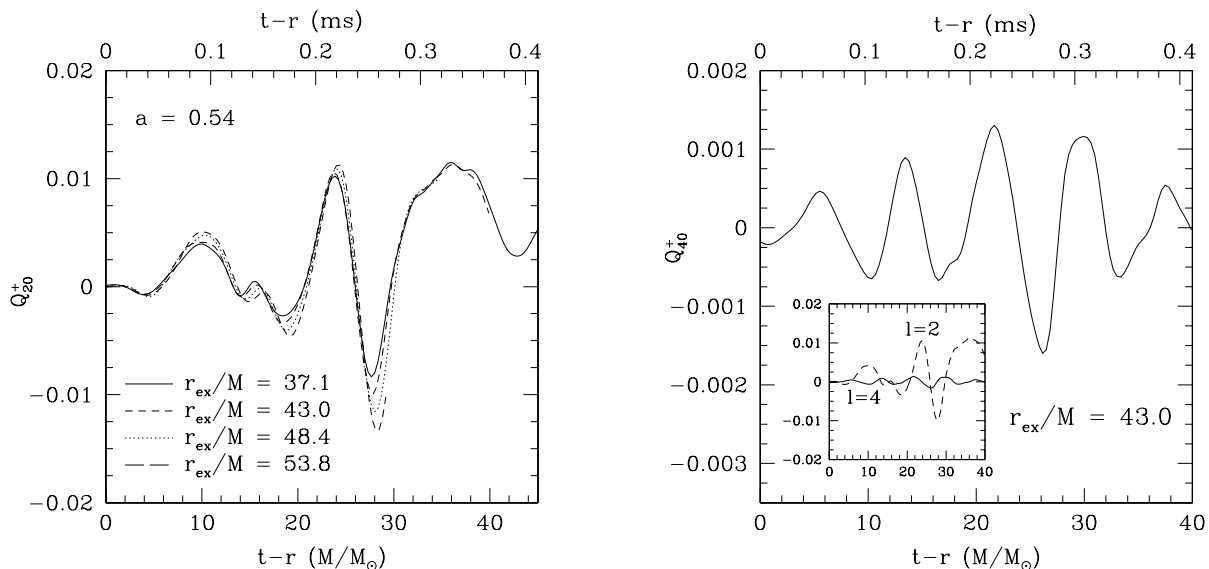 t−r (ms)
0 0.1 0.2 0.3 0.4
0.02
0.01
0
−0.01
−0.02
Q⁺₂₀
a = 0.54
r_ex/M = 37.1
r_ex/M = 43.0
r_ex/M = 48.4
r_ex/M = 53.8
0 10 20 30 40
t−r (M/M_⊙)
t−r (ms)
0 0.1 0.2 0.3 0.4
0.002
0.001
0
−0.001
−0.002
−0.003
Q⁺₄₀
0.02
0.01
0
−0.01
−0.02
l=2
l=4
0 10 20 30 40
r_ex/M = 43.0
0 10 20 30 40
t−r (M/M_⊙)